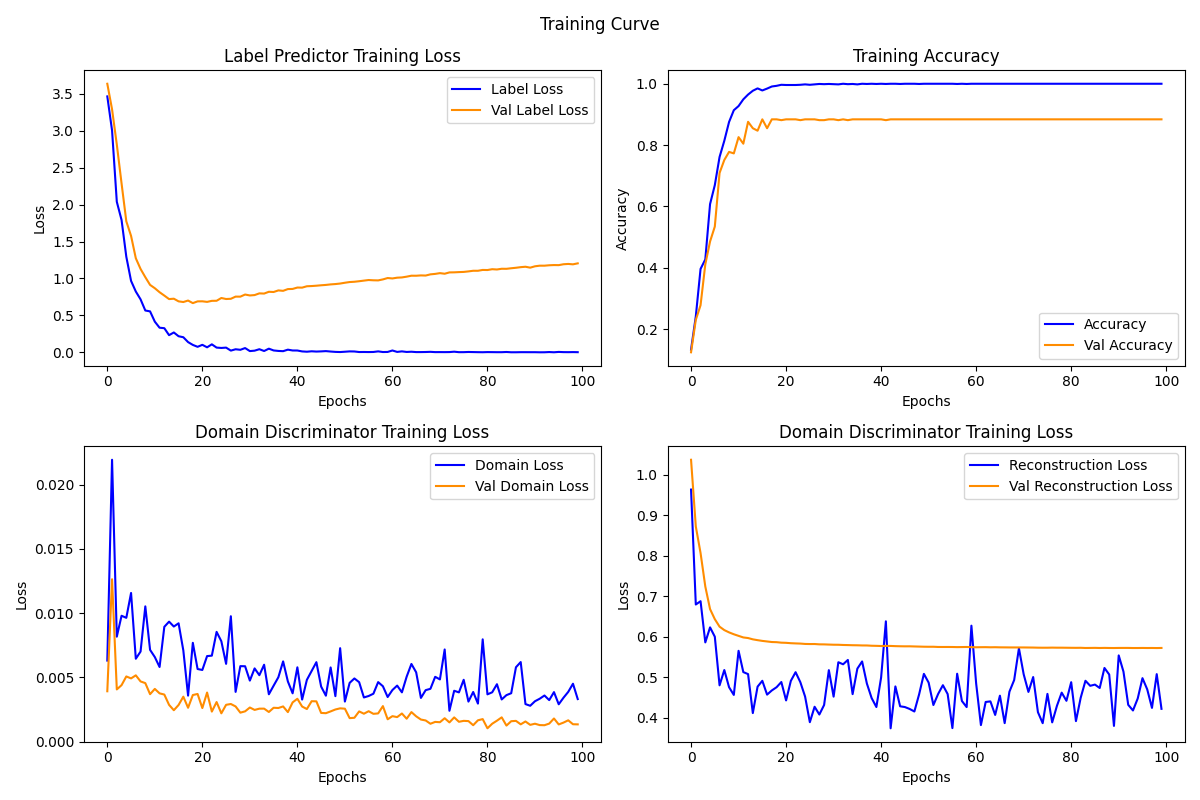 Training Curve
Label Predictor Training Loss
Loss
3.5
3.0
2.5
2.0
1.5
1.0
0.5
0.0
0 20 40 60 80 100
Epochs
Label Loss
Val Label Loss
Training Accuracy
Accuracy
1.0
0.8
0.6
0.4
0.2
0 20 40 60 80 100
Epochs
Accuracy
Val Accuracy
Domain Discriminator Training Loss
Loss
0.020
0.015
0.010
0.005
0.000
0 20 40 60 80 100
Epochs
Domain Loss
Val Domain Loss
Domain Discriminator Training Loss
Loss
1.0
0.9
0.8
0.7
0.6
0.5
0.4
0 20 40 60 80 100
Epochs
Reconstruction Loss
Val Reconstruction Loss